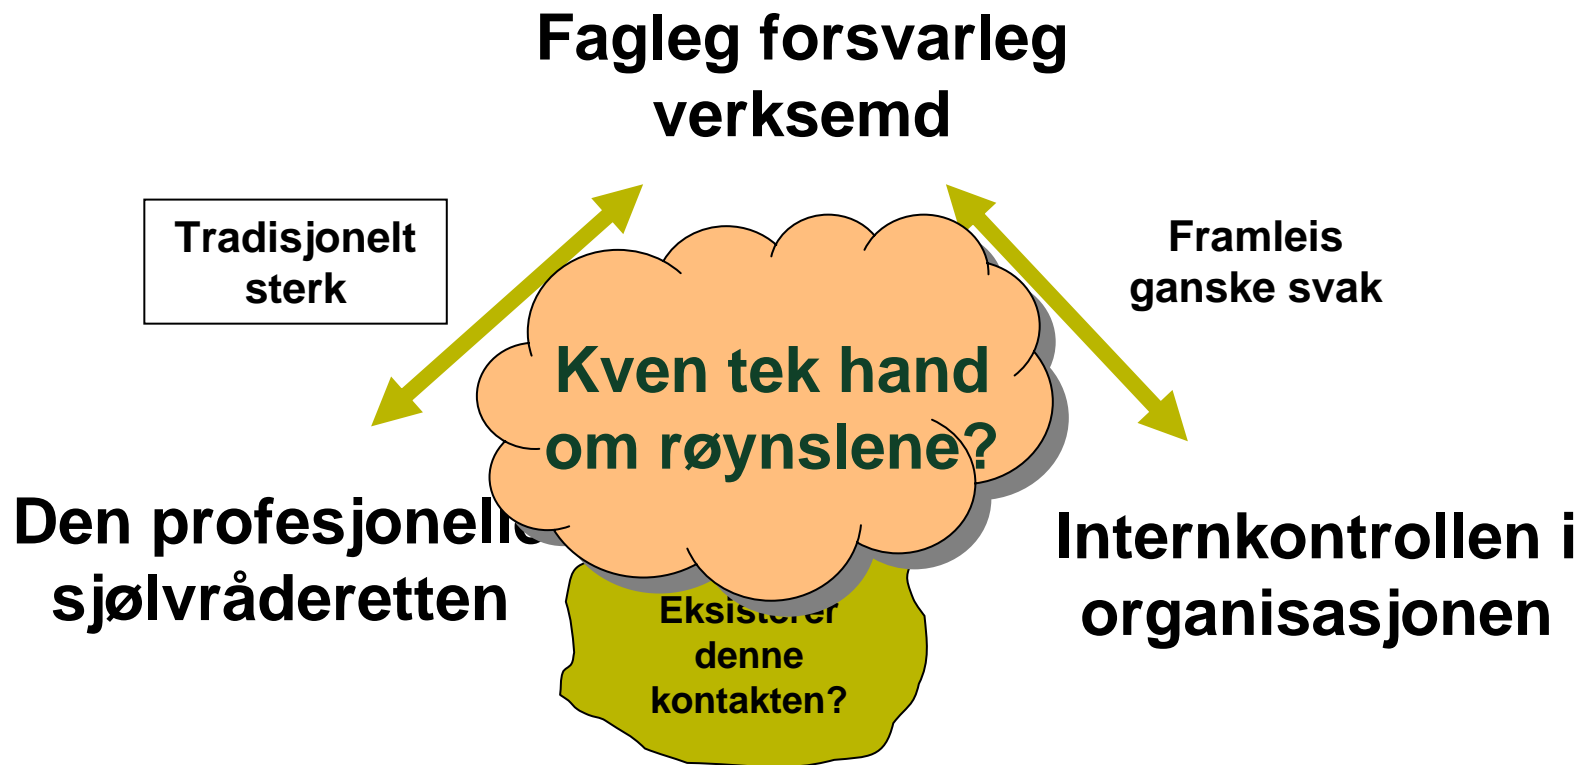 Fagleg forsvarleg
verksemd
Tradisjonelt
sterk
Framleis
ganske svak
Kven tek hand
om røynslene?
Den profesjonelle
sjølvråderetten
Internkontrollen i
organisasjonen
Eksisterer
denne
kontakten?